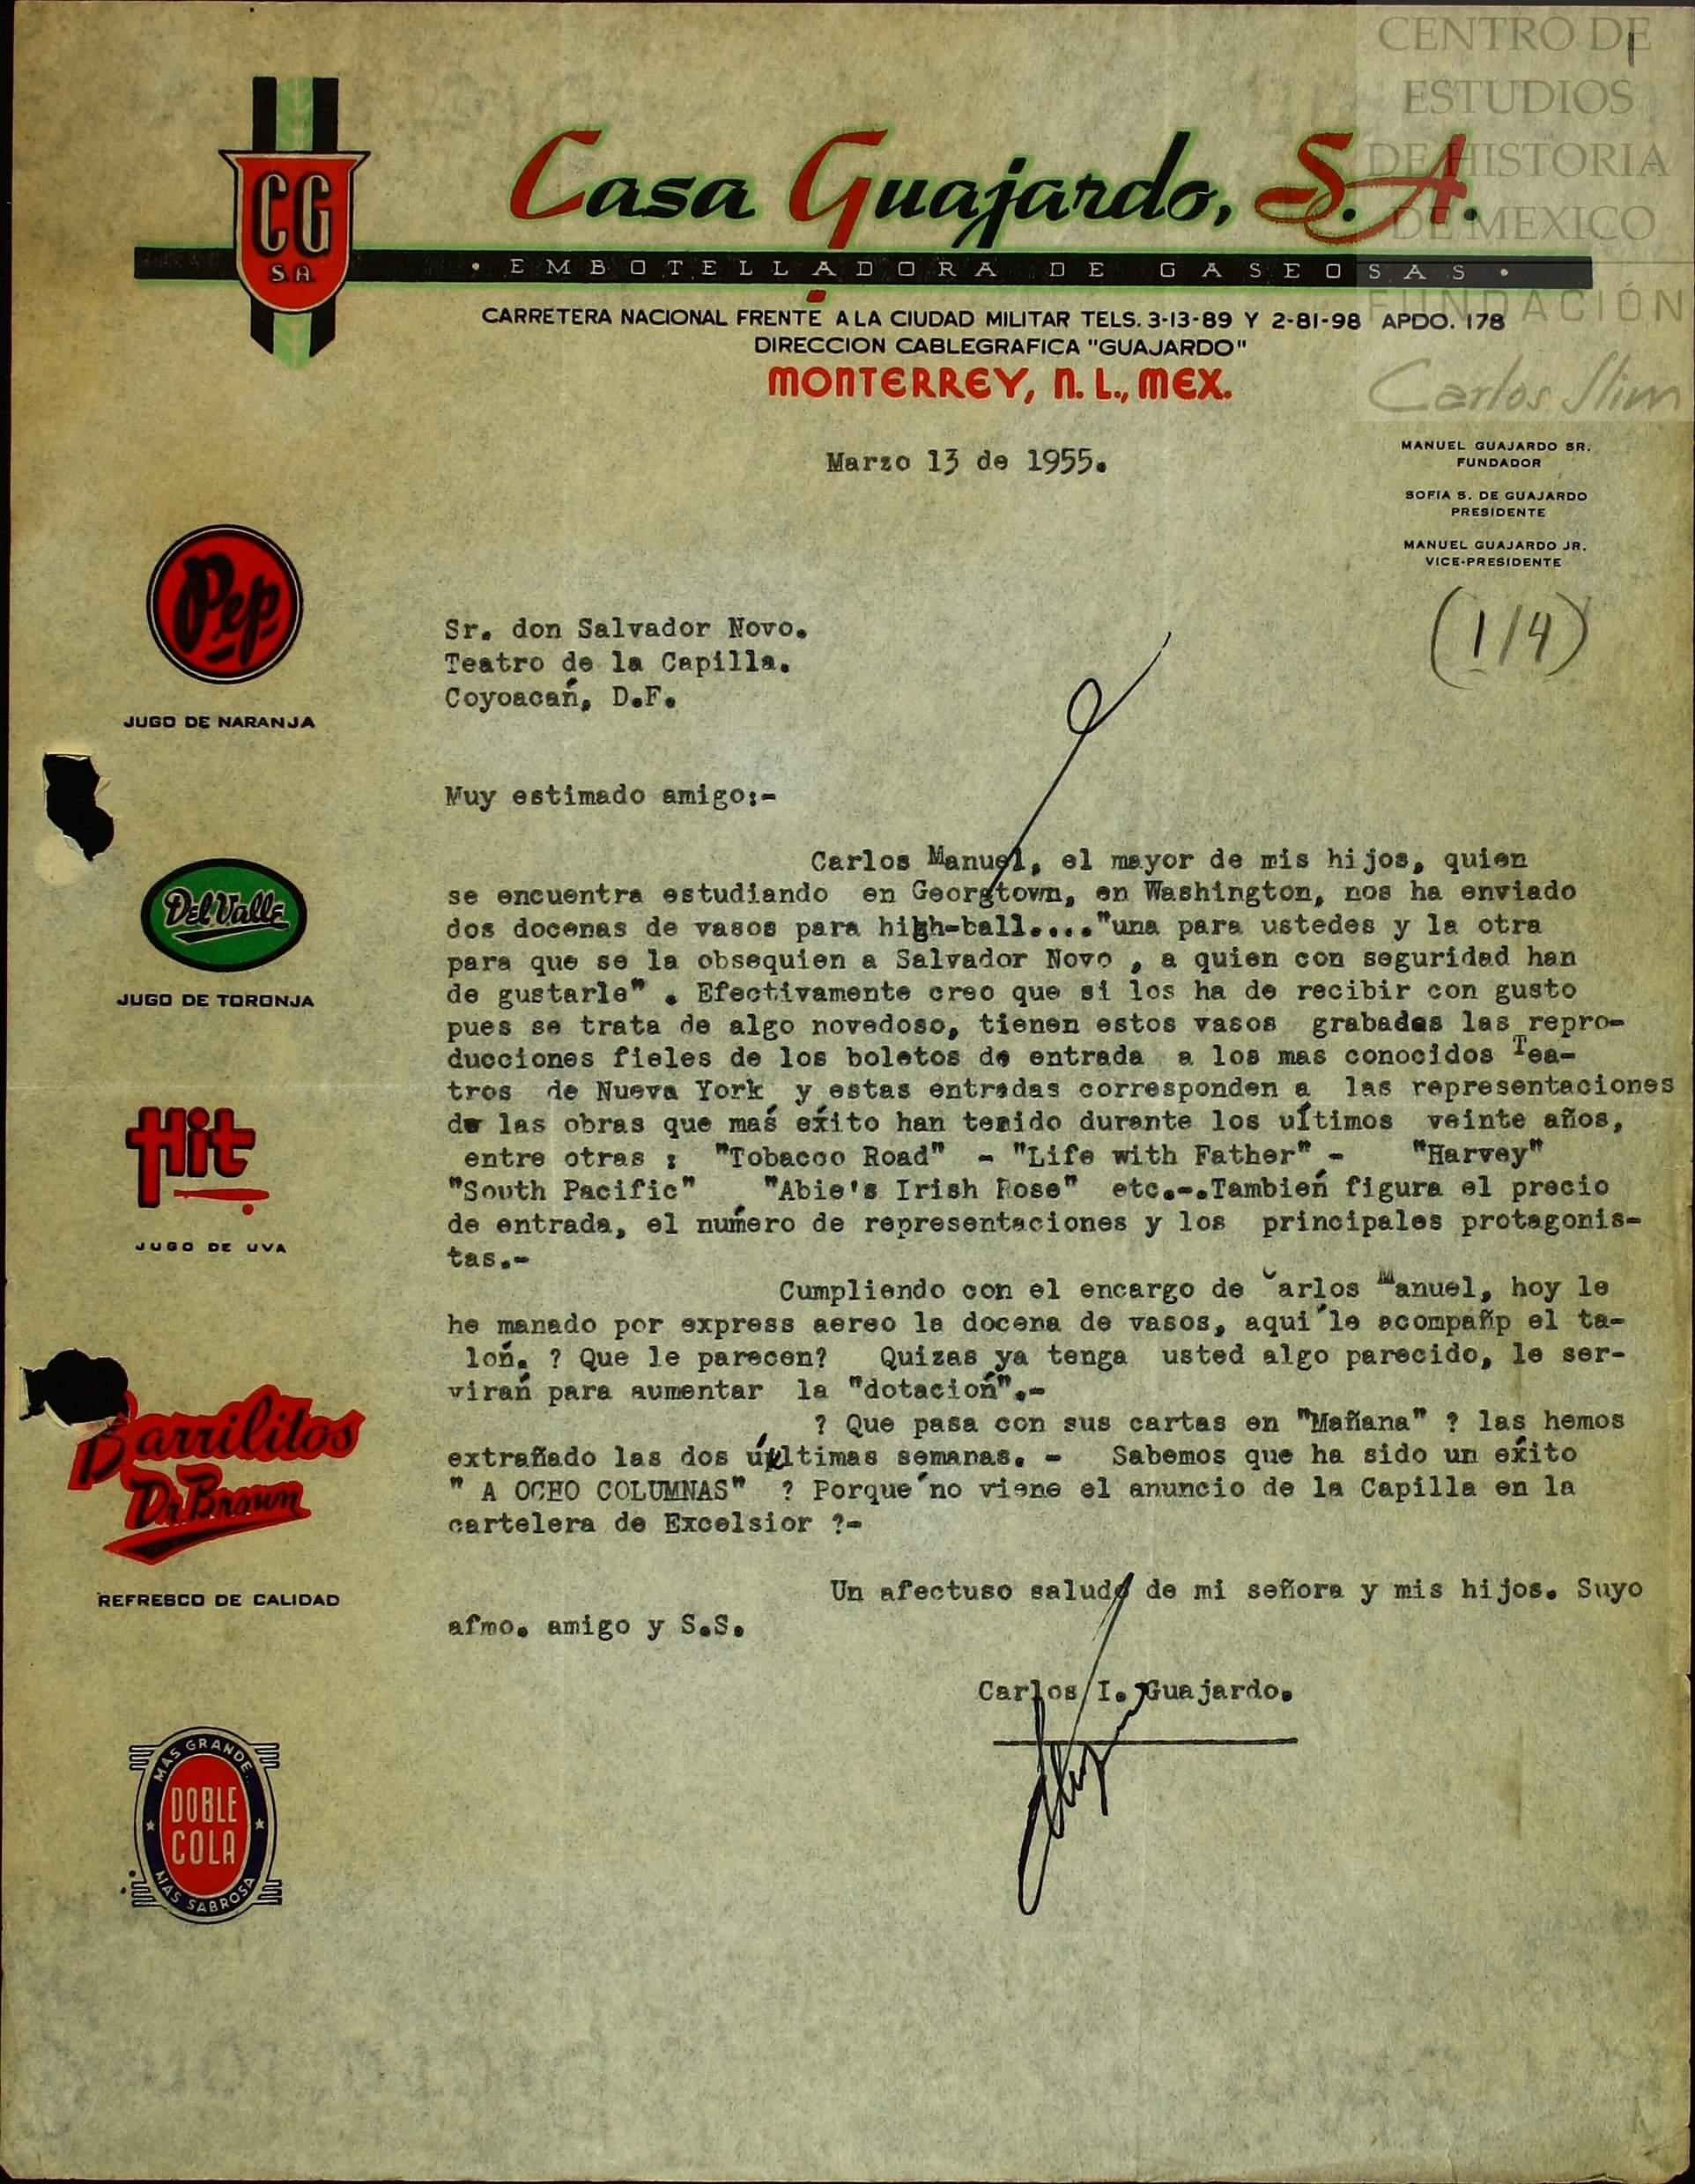 CENTRO DE
ESTUDIOS
DE HISTORIA
DE MEXICO
FUNDACIÓN
Carlos Slim
CG
S.A.
Casa Guajardo, S.A.
• EMBOTELLADORA DE GASEOSAS •
CARRETERA NACIONAL FRENTE A LA CIUDAD MILITAR TELS. 3-13-89 Y 2-81-98 APDO. 178
DIRECCION CABLEGRAFICA "GUAJARDO"
MONTERREY, N. L., MEX.
MANUEL GUAJARDO SR.
FUNDADOR
SOFIA S. DE GUAJARDO
PRESIDENTE
MANUEL GUAJARDO JR.
VICE-PRESIDENTE
(1/4)
Marzo 13 de 1955.
Pep
JUGO DE NARANJA
Del Valle
JUGO DE TORONJA
Hit
JUGO DE UVA
Barrilitos
Dr. Brown
REFRESCO DE CALIDAD
MAS GRANDE
DOBLE
COLA
MAS SABROSA
Sr. don Salvador Novo.
Teatro de la Capilla.
Coyoacań, D.F.
Muy estimado amigo:-
Carlos Manuel, el mayor de mis hijos, quien
se encuentra estudiando en Georgtown, en Washington, nos ha enviado
dos docenas de vasos para high-ball...."una para ustedes y la otra
para que se la obsequien a Salvador Novo , a quien con seguridad han
de gustarle" . Efectivamente creo que si los ha de recibir con gusto
pues se trata de algo novedoso, tienen estos vasos grabadas las repro-
ducciones fieles de los boletos de entrada a los mas conocidos Tea-
tros de Nueva York y estas entradas corresponden a las representaciones
de las obras que maś ex́ito han tenido durante los uĺtimos veinte años,
entre otras : "Tobacco Road" - "Life with Father" - "Harvey"
"South Pacific" "Abie's Irish Rose" etc.-.Tambień figura el precio
de entrada, el nuḿero de representaciones y los principales protagonis-
tas.-
Cumpliendo con el encargo de Carlos Manuel, hoy le
he manado por express aereo la docena de vasos, aqui´le acompañp el ta-
loń. ? Que le parecen? Quizas ya tenga usted algo parecido, le ser-
virań para aumentar la "dotacioń".-
? Que pasa con sus cartas en "Mañana" ? las hemos
extrañado las dos últimas semanas. - Sabemos que ha sido un ex́ito
" A OCHO COLUMNAS" ? Porque´no viene el anuncio de la Capilla en la
cartelera de Excelsior ?-
Un afectuso saludo de mi señora y mis hijos. Suyo
afmo. amigo y S.S.
Carlos I. Guajardo.